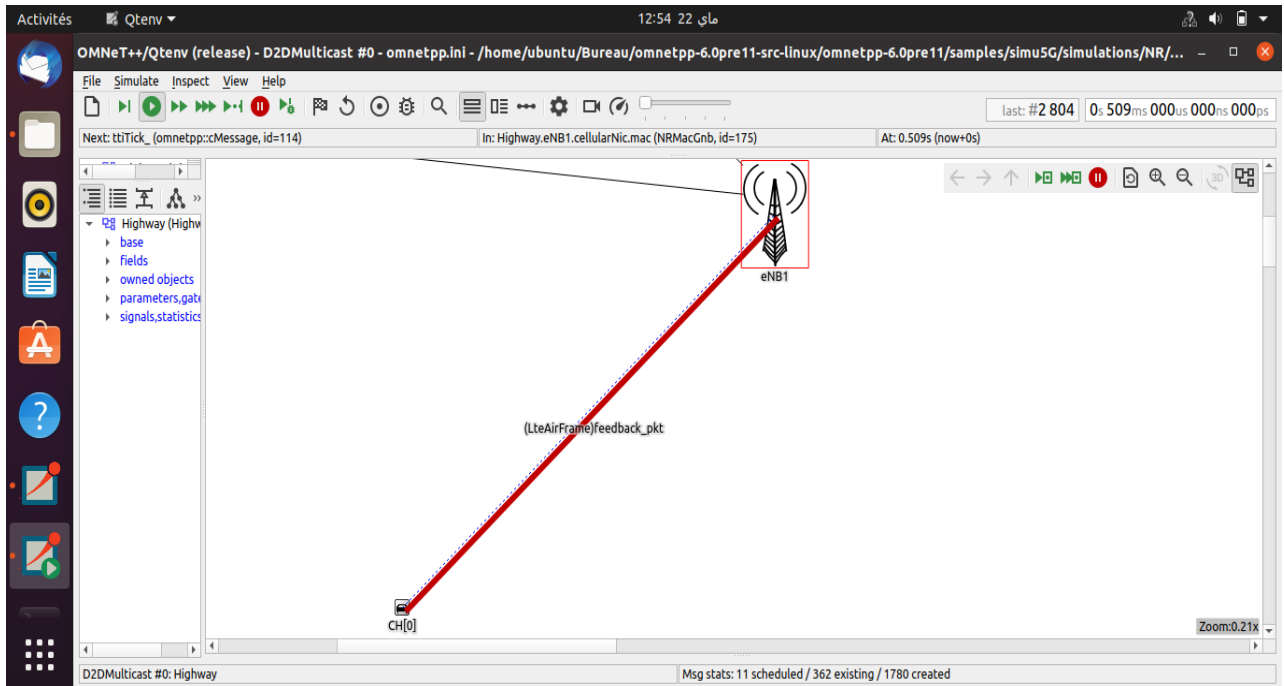 Activités
Qtenv
12:54 22 ماي
OMNeT++/Qtenv (release) - D2DMulticast #0 - omnetpp.ini - /home/ubuntu/Bureau/omnetpp-6.0pre11-src-linux/omnetpp-6.0pre11/samples/simu5G/simulations/NR/...
File Simulate Inspect View Help
last: #2 804 0s 509ms 000us 000ns 000ps
Next: ttiTick_ (omnetpp::cMessage, id=114)
In: Highway.eNB1.cellularNic.mac (NRMacGnb, id=175)
At: 0.509s (now+0s)
3D
Highway (Highw
base
fields
owned objects
parameters,gate
signals,statistics
eNB1
(LteAirFrame)feedback_pkt
CH[0]
Zoom:0.21x
D2DMulticast #0: Highway
Msg stats: 11 scheduled / 362 existing / 1780 created